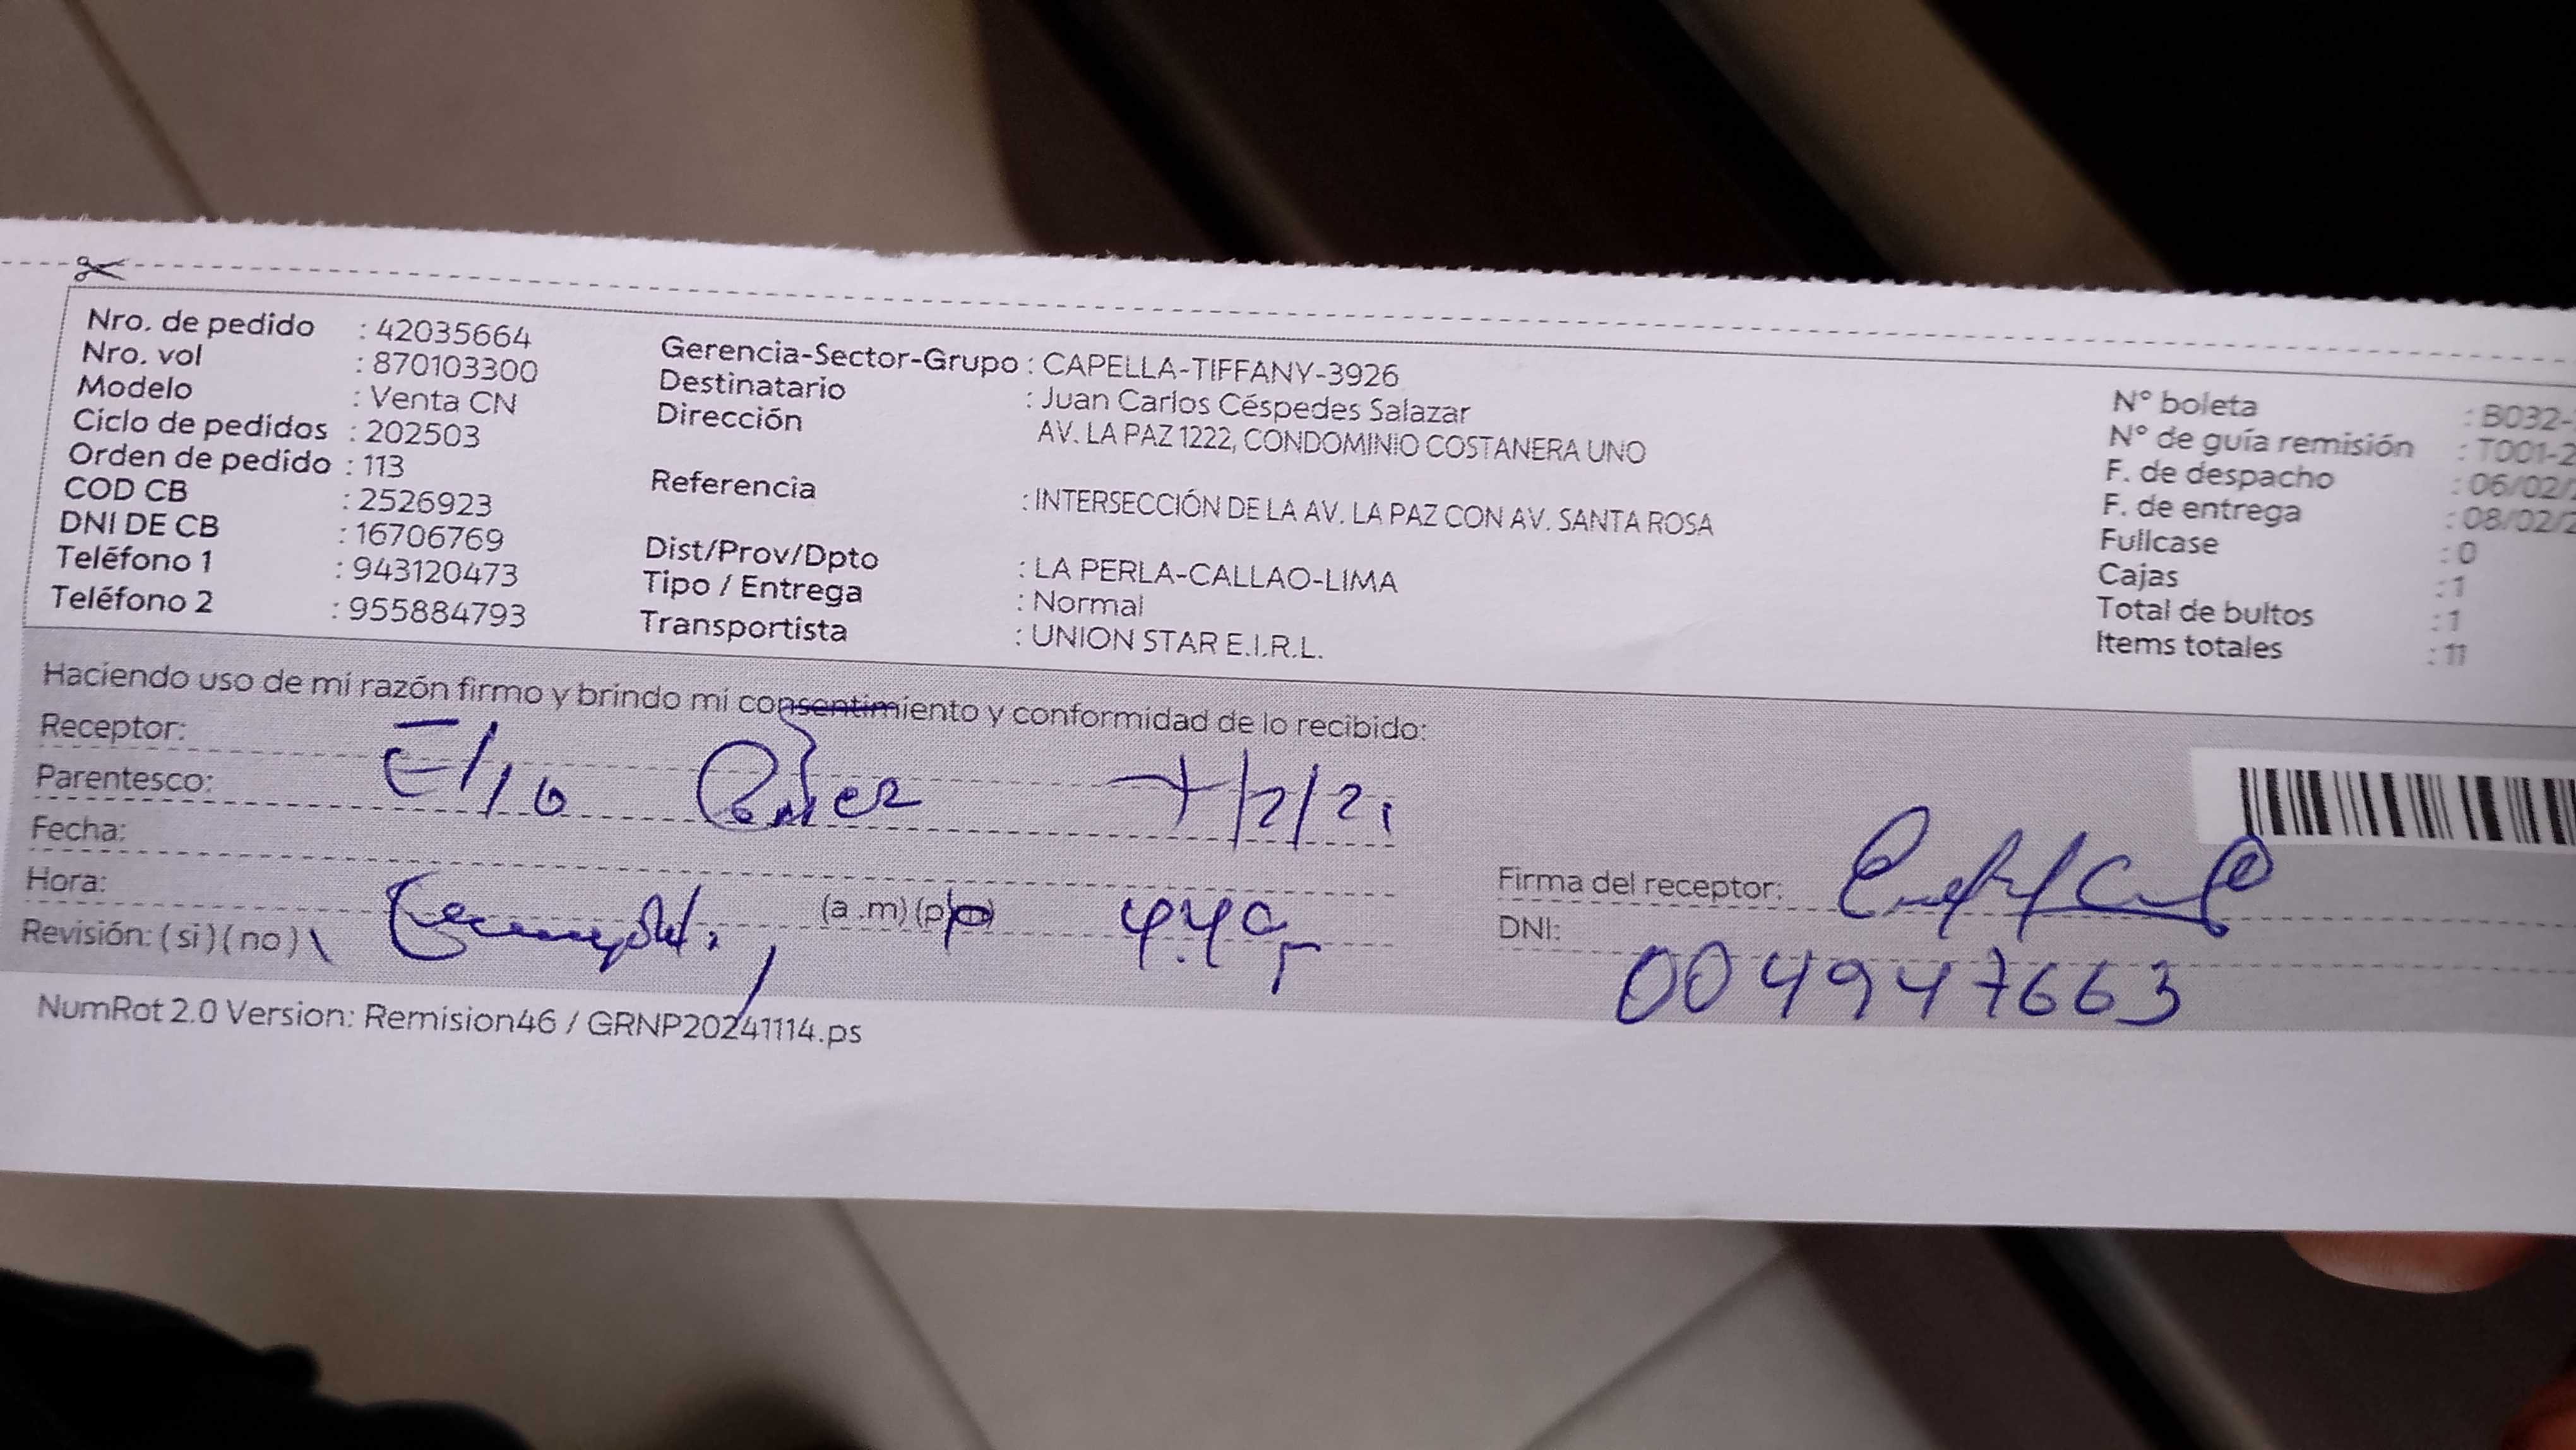 Nro. de pedido : 42035664
Nro. vol : 870103300
Modelo : Venta CN
Ciclo de pedidos : 202503
Orden de pedido : 113
COD CB : 2526923
DNI DE CB : 16706769
Teléfono 1 : 943120473
Teléfono 2 : 955884793
Gerencia-Sector-Grupo : CAPELLA-TIFFANY-3926
Destinatario : Juan Carlos Céspedes Salazar
Dirección AV. LA PAZ 1222, CONDOMINIO COSTANERA UNO
Referencia : INTERSECCIÓN DE LA AV. LA PAZ CON AV. SANTA ROSA
Dist/Prov/Dpto : LA PERLA-CALLAO-LIMA
Tipo / Entrega : Normal
Transportista : UNION STAR E.I.R.L.
N° boleta : B032-
N° de guía remisión : T001-2
F. de despacho : 06/02/
F. de entrega : 08/02/2
Fullcase : 0
Cajas : 1
Total de bultos : 1
Items totales : 11
Haciendo uso de mi razón firmo y brindo mi consentimiento y conformidad de lo recibido:
Receptor:
Parentesco:
Fecha:
Hora: (a .m) (p
Revisión: ( si ) ( no )
Firma del receptor:
DNI: 004947663
NumRot 2.0 Version: Remision46 / GRNP20241114.ps